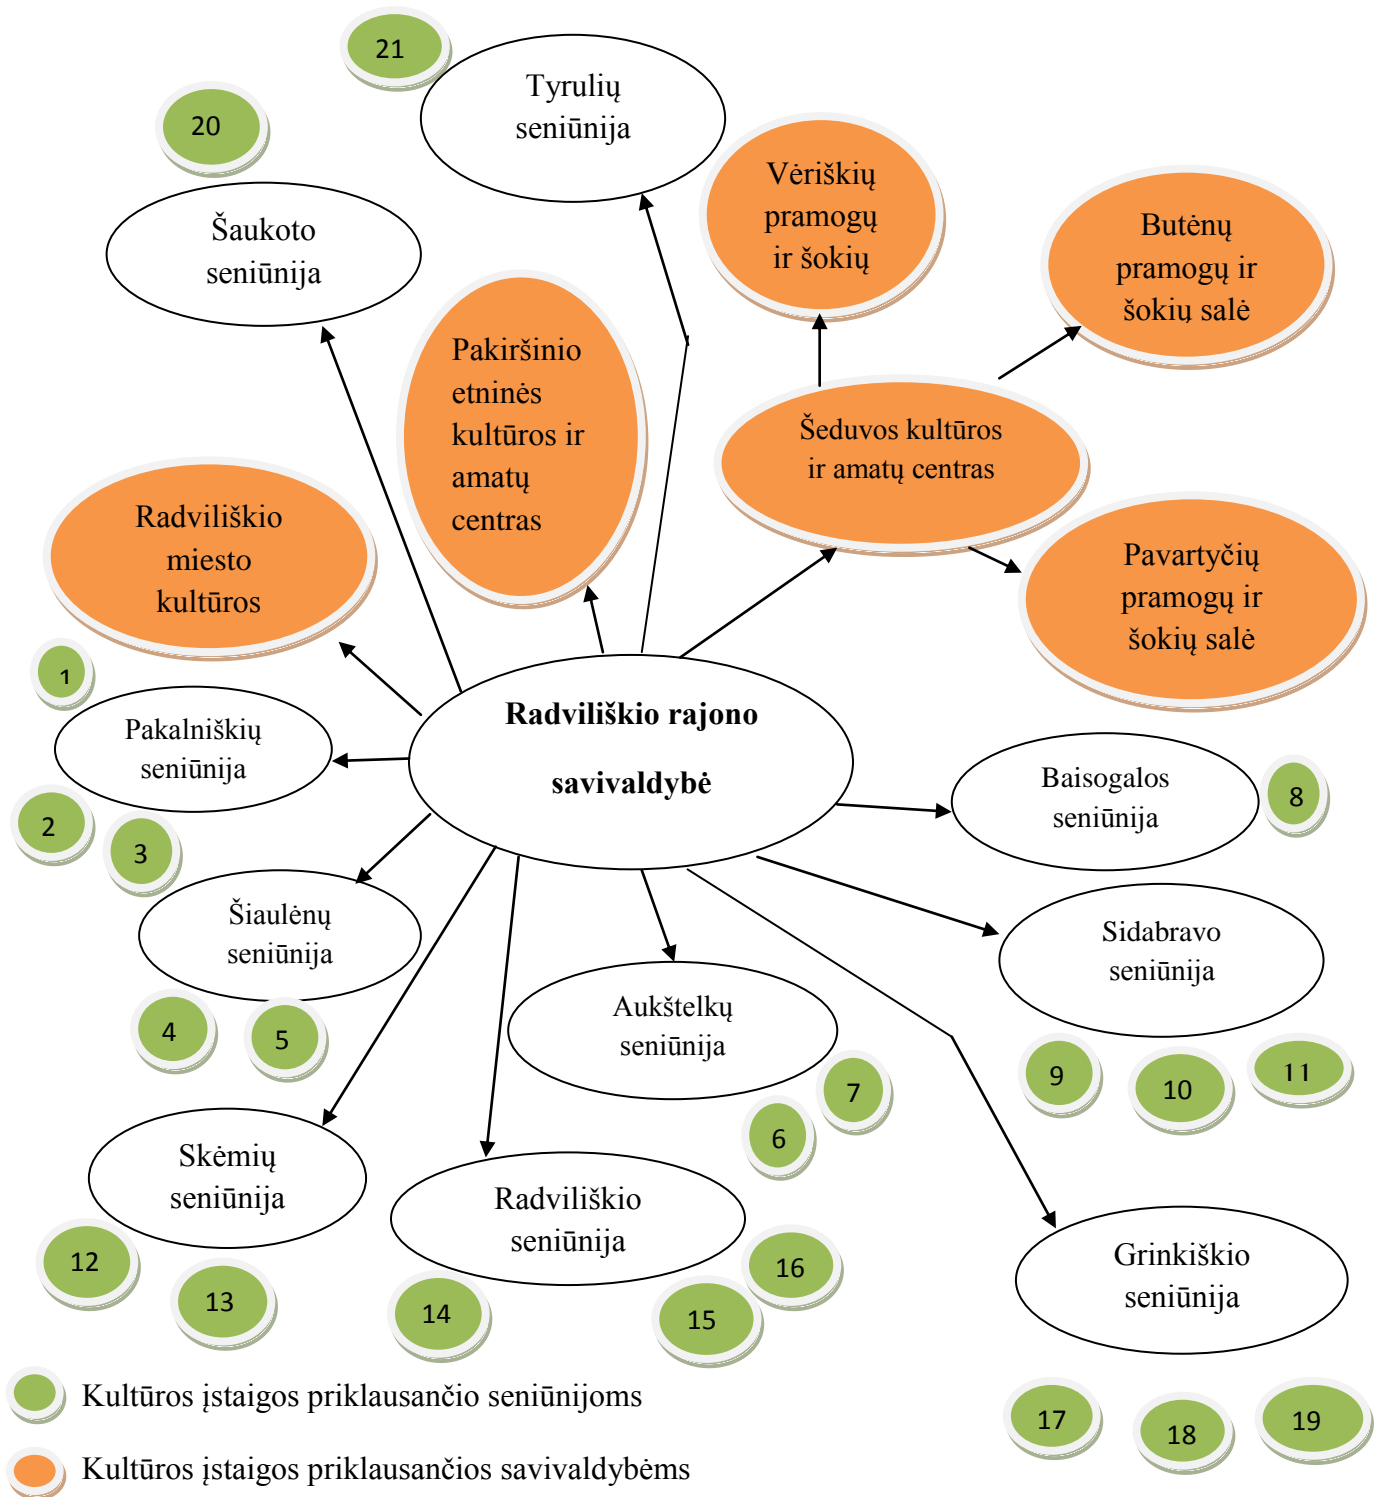 21
Tyrulių
seniūnija
20
Šaukoto
seniūnija
Vėriškių
pramogų
ir šokių
Butėnų
pramogų ir
šokių salė
Pakiršinio
etninės
kultūros ir
amatų
centras
Šeduvos kultūros
ir amatų centras
Radviliškio
miesto
kultūros
Pavartyčių
pramogų ir
šokių salė
1
Pakalniškių
seniūnija
2
3
Radviliškio rajono
savivaldybė
Baisogalos
seniūnija
8
Šiaulėnų
seniūnija
4
5
Sidabravo
seniūnija
9
10
11
Aukštelkų
seniūnija
6
7
Skėmių
seniūnija
12
13
Radviliškio
seniūnija
14
15
16
Grinkiškio
seniūnija
17
18
19
Kultūros įstaigos priklausančio seniūnijoms
Kultūros įstaigos priklausančios savivaldybėms